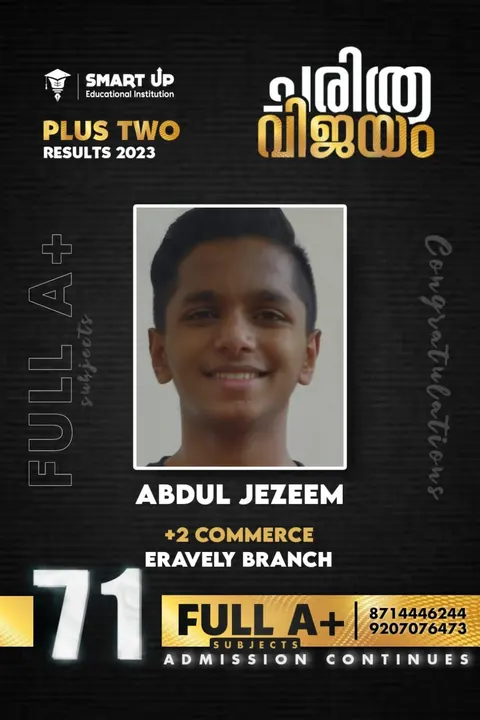 SMART UP
Educational Institution
PLUS TWO
RESULTS 2023
ചരിത്ര
വിജയം
FULL A+
subjects
Congratulations
ABDUL JEZEEM
+2 COMMERCE
ERAVELY BRANCH
71
FULL A+
SUBJECTS
8714446244
9207076473
ADMISSION CONTINUES